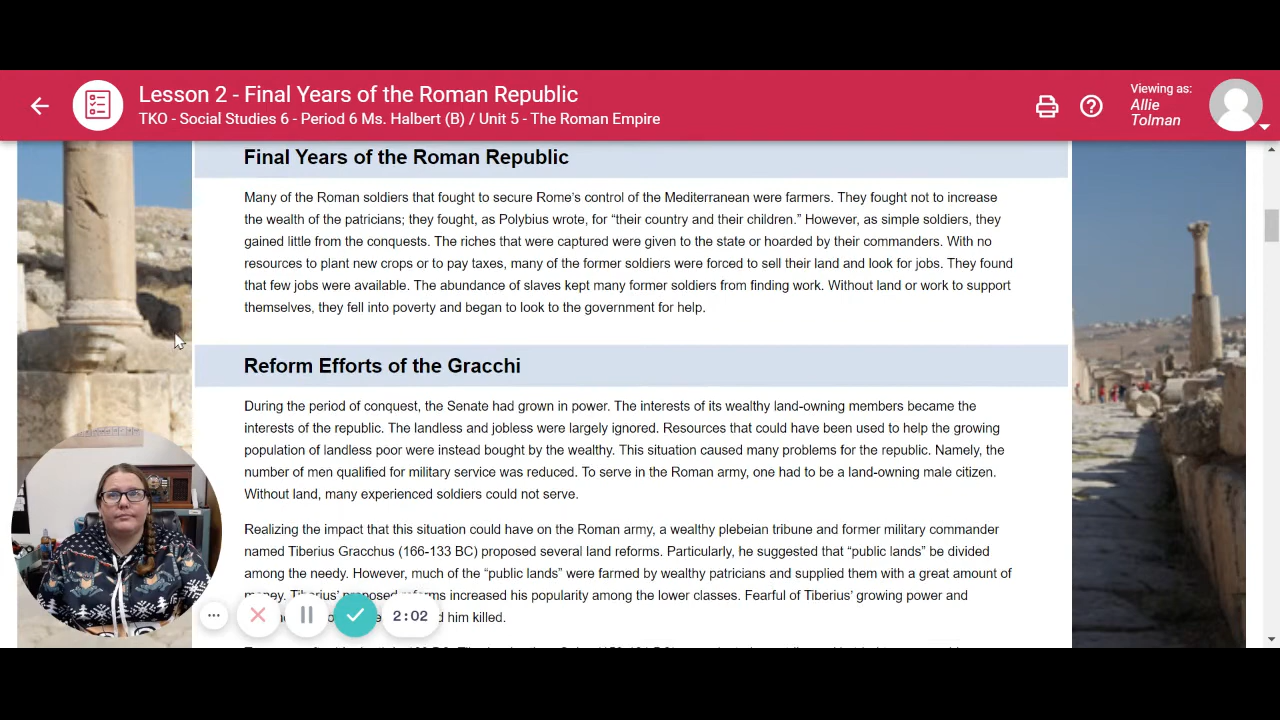 Lesson 2 - Final Years of the Roman Republic
TKO - Social Studies 6 - Period 6 Ms. Halbert (B) / Unit 5 - The Roman Empire
Viewing as:
Allie
Tolman
Final Years of the Roman Republic
Many of the Roman soldiers that fought to secure Rome's control of the Mediterranean were farmers. They fought not to increase
the wealth of the patricians; they fought, as Polybius wrote, for “their country and their children.” However, as simple soldiers, they
gained little from the conquests. The riches that were captured were given to the state or hoarded by their commanders. With no
resources to plant new crops or to pay taxes, many of the former soldiers were forced to sell their land and look for jobs. They found
that few jobs were available. The abundance of slaves kept many former soldiers from finding work. Without land or work to support
themselves, they fell into poverty and began to look to the government for help.
Reform Efforts of the Gracchi
During the period of conquest, the Senate had grown in power. The interests of its wealthy land-owning members became the
interests of the republic. The landless and jobless were largely ignored. Resources that could have been used to help the growing
population of landless poor were instead bought by the wealthy. This situation caused many problems for the republic. Namely, the
number of men qualified for military service was reduced. To serve in the Roman army, one had to be a land-owning male citizen.
Without land, many experienced soldiers could not serve.
Realizing the impact that this situation could have on the Roman army, a wealthy plebeian tribune and former military commander
named Tiberius Gracchus (166-133 BC) proposed several land reforms. Particularly, he suggested that “public lands” be divided
among the needy. However, much of the “public lands” were farmed by wealthy patricians and supplied them with a great amount of
money. Tiberius' proposed reforms increased his popularity among the lower classes. Fearful of Tiberius' growing power and
him killed.
2:02